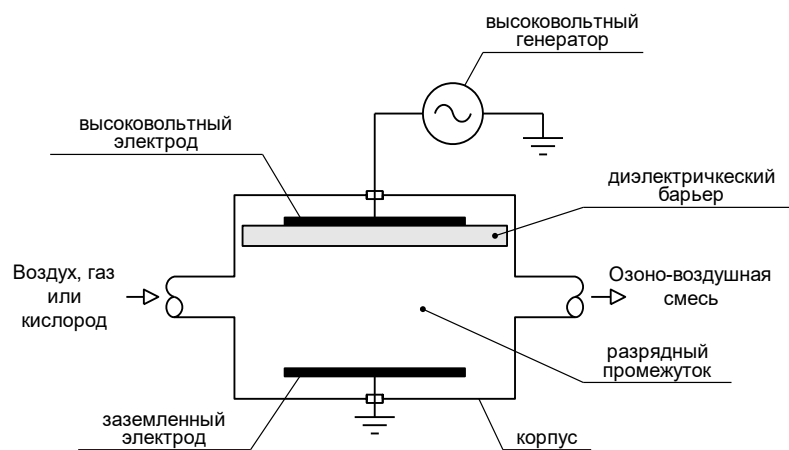 высоковольтный
генератор
высоковольтный
электрод
диэлектричкеский
барьер
Воздух, газ
или
кислород
Озоно-воздушная
смесь
разрядный
промежуток
заземленный
электрод
корпус